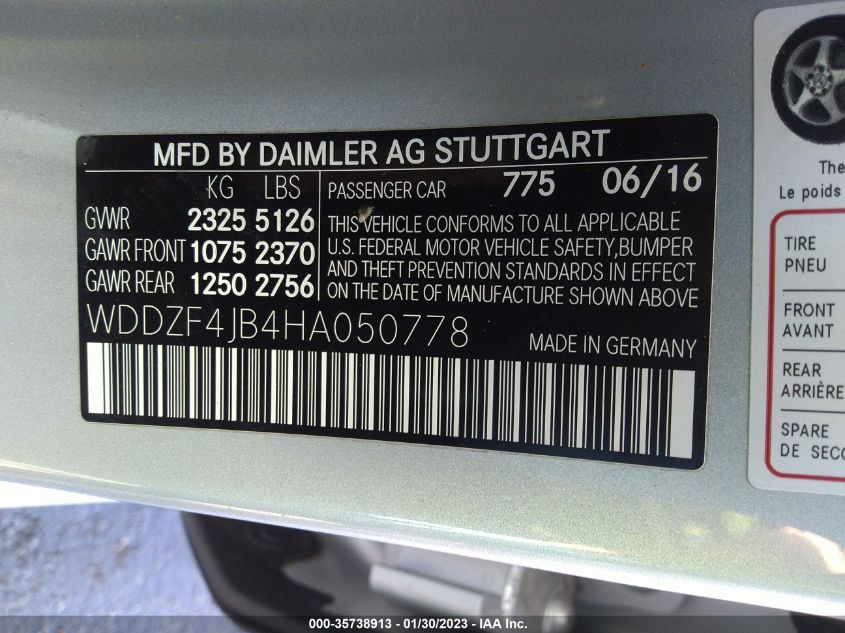 MFD BY DAIMLER AG STUTTGART
KG LBS
GVWR 2325 5126
GAWR FRONT 1075 2370
GAWR REAR 1250 2756
PASSENGER CAR 775 06/16
THIS VEHICLE CONFORMS TO ALL APPLICABLE
U.S. FEDERAL MOTOR VEHICLE SAFETY,BUMPER
AND THEFT PREVENTION STANDARDS IN EFFECT
ON THE DATE OF MANUFACTURE SHOWN ABOVE
WDDZF4JB4HA050778
MADE IN GERMANY
The
Le poids
TIRE
PNEU
FRONT
AVANT
REAR
ARRIÈRE
SPARE
DE SECO
000-35738913 — 01/30/2023 — IAA Inc.